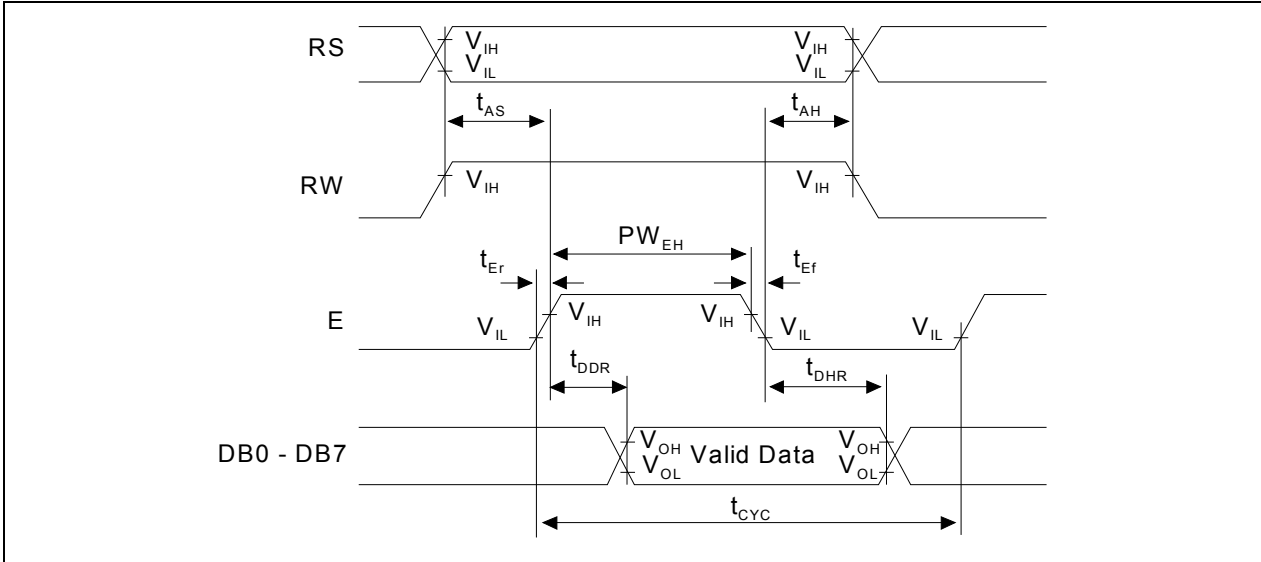 RS
V_IH
V_IL
V_IH
V_IL
t_AS
t_AH
RW
V_IH
V_IH
PW_EH
t_Er
t_Ef
E
V_IL
V_IH
V_IH
V_IL
V_IL
t_DDR
t_DHR
DB0 - DB7
V_OH
V_OL
Valid Data
V_OH
V_OL
t_CYC